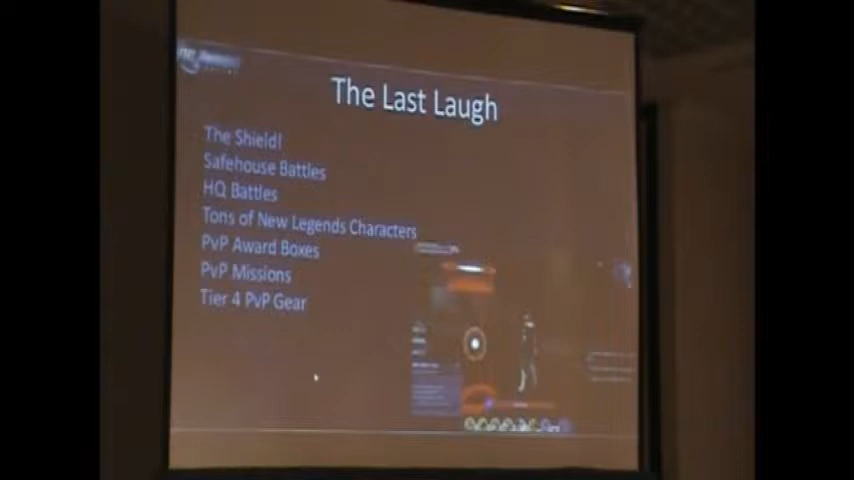 The Last Laugh
The Shield!
Safehouse Battles
HQ Battles
Tons of New Legends Characters
PvP Award Boxes
PvP Missions
Tier 4 PvP Gear